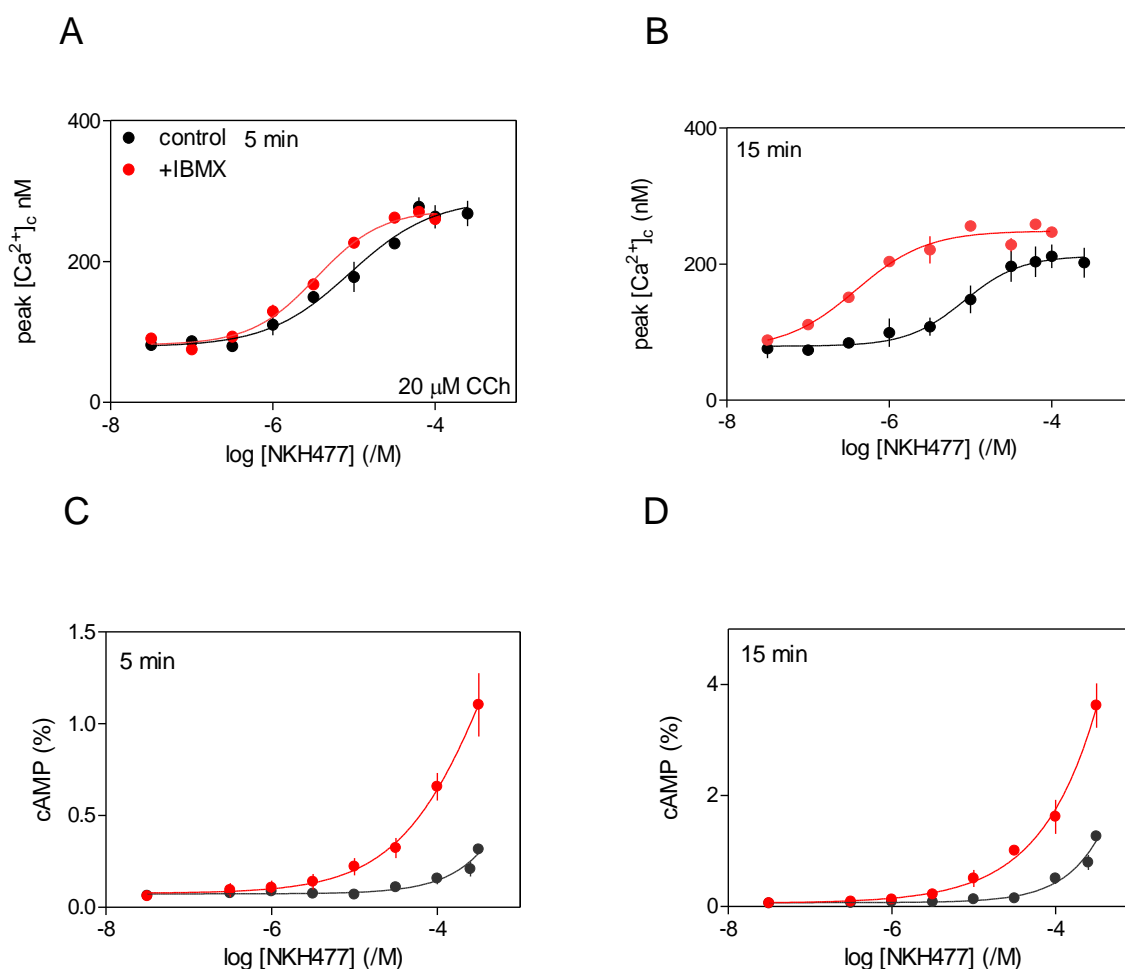 A
B
400
200
0
peak [Ca²⁺]c nM
control
5 min
+IBMX
20 µM CCh
-8
-6
-4
log [NKH477] (/M)
400
200
0
peak [Ca²⁺]c (nM)
15 min
-8
-6
-4
log [NKH477] (/M)
C
D
1.5
1.0
0.5
0.0
cAMP (%)
5 min
-8
-6
-4
log [NKH477] (/M)
4
2
0
cAMP (%)
15 min
-8
-6
-4
log [NKH477] (/M)